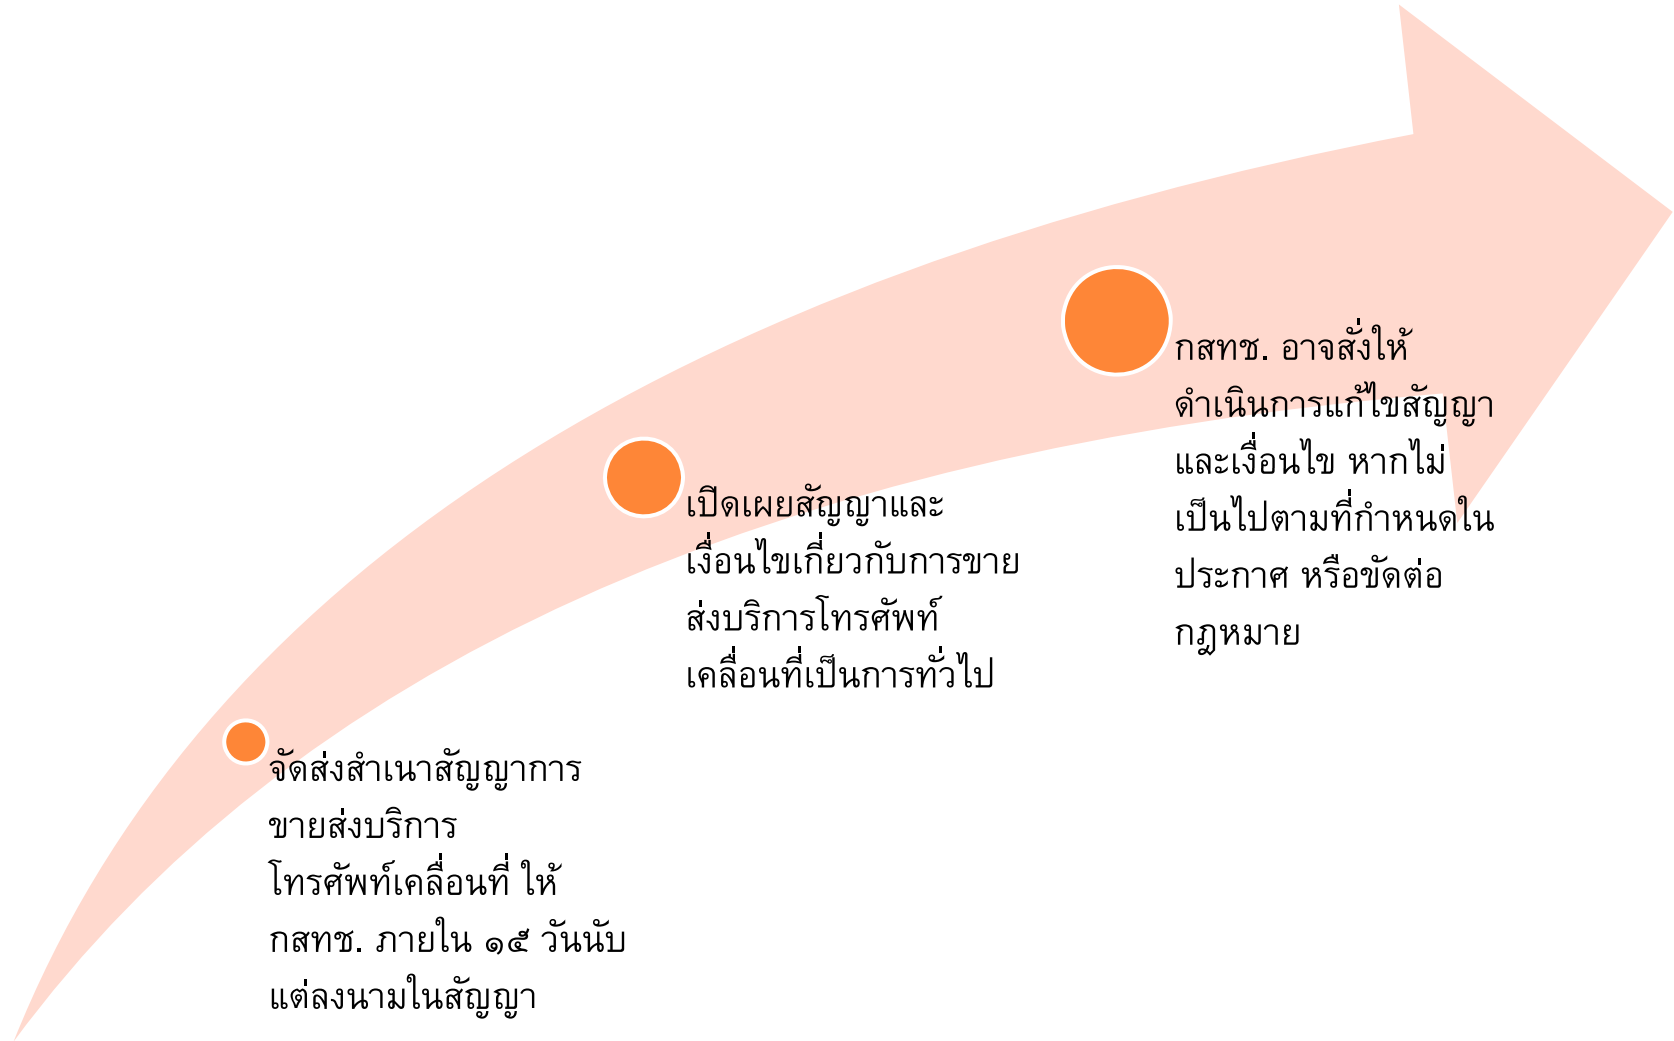 จัดส่งสำเนาสัญญาการ
ขายส่งบริการ
โทรศัพท์เคลื่อนที่ ให้
กสทช. ภายใน ๑๕ วันนับ
แต่ลงนามในสัญญา
เปิดเผยสัญญาและ
เงื่อนไขเกี่ยวกับการขาย
ส่งบริการโทรศัพท์
เคลื่อนที่เป็นการทั่วไป
กสทช. อาจสั่งให้
ดำเนินการแก้ไขสัญญา
และเงื่อนไข หากไม่
เป็นไปตามที่กำหนดใน
ประกาศ หรือขัดต่อ
กฎหมาย